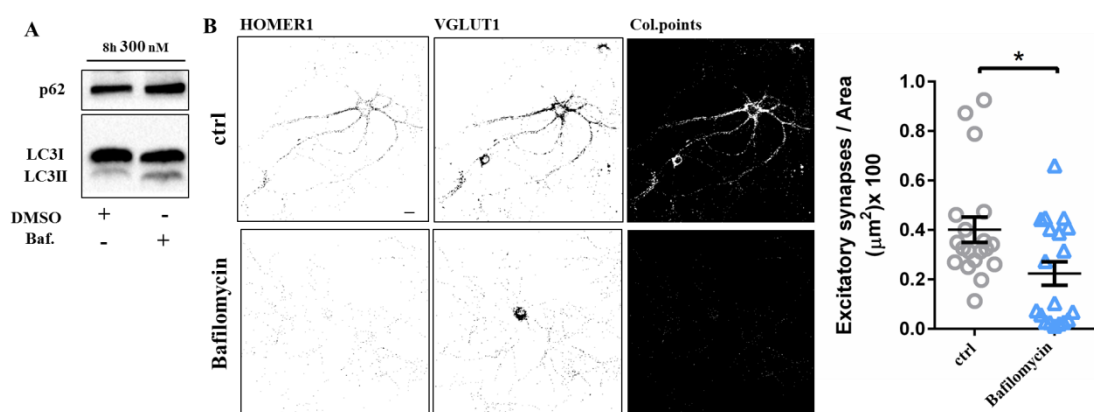 A
8h 300 nM
p62
LC3I
LC3II
DMSO + -
Baf. - +
B
HOMER1 VGLUT1 Col.points
ctrl
Bafilomycin
*
Excitatory synapses / Area
(μm²)x 100
1.0
0.8
0.6
0.4
0.2
0.0
ctrl
Bafilomycin